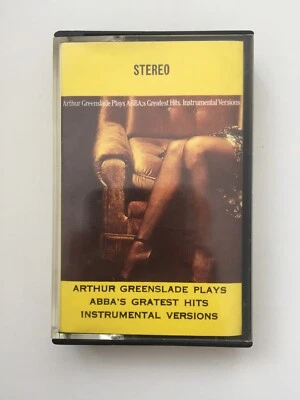 STEREO
Arthur Greenslade Plays ABBA,s Greatest Hits. Instrumental Versions
ARTHUR GREENSLADE PLAYS
ABBA'S GRATEST HITS
INSTRUMENTAL VERSIONS